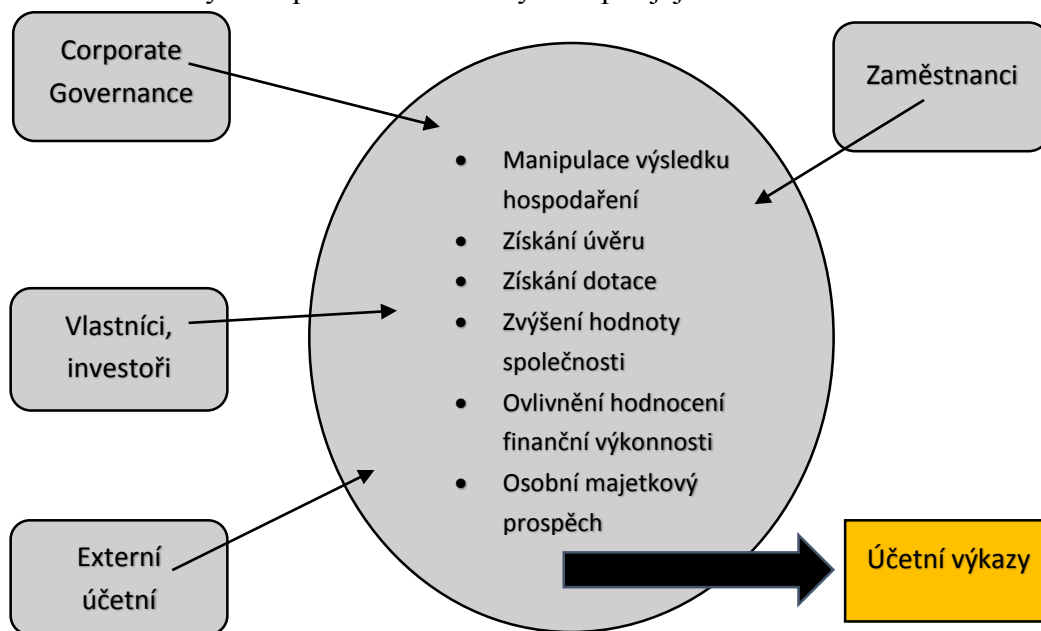 Corporate
Governance
Zaměstnanci
Manipulace výsledku
hospodaření
Získání úvěru
Získání dotace
Zvýšení hodnoty
společnosti
Ovlivnění hodnocení
finanční výkonnosti
Osobní majetkový
prospěch
Vlastníci,
investoři
Externí
účetní
Účetní výkazy